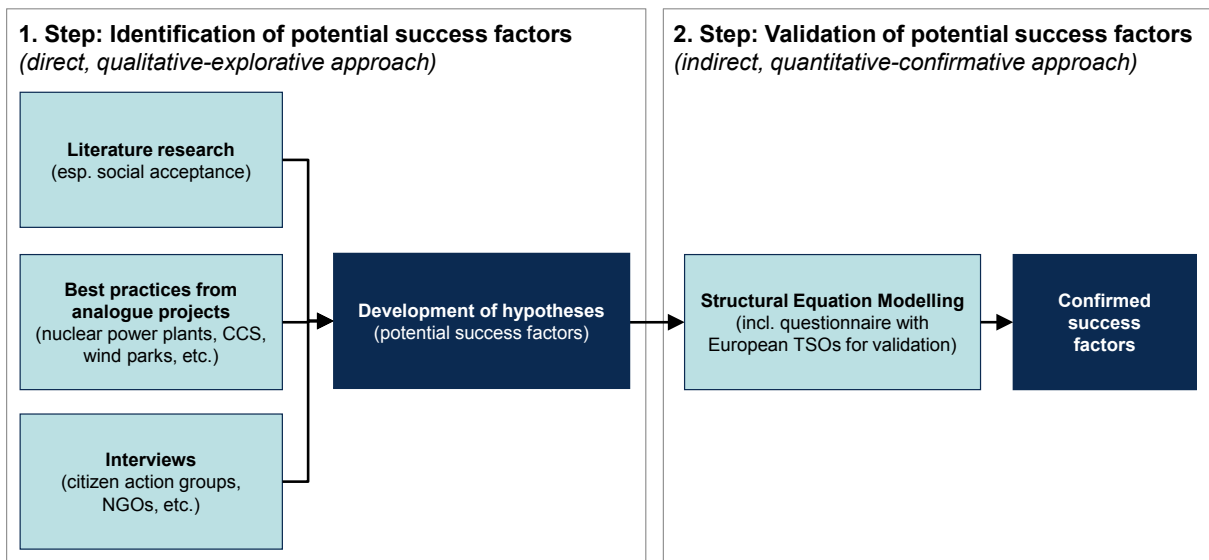 1. Step: Identification of potential success factors
(direct, qualitative-explorative approach)
Literature research
(esp. social acceptance)
Best practices from
analogue projects
(nuclear power plants, CCS,
wind parks, etc.)
Interviews
(citizen action groups,
NGOs, etc.)
Development of hypotheses
(potential success factors)
2. Step: Validation of potential success factors
(indirect, quantitative-confirmative approach)
Structural Equation Modelling
(incl. questionnaire with
European TSOs for validation)
Confirmed
success
factors